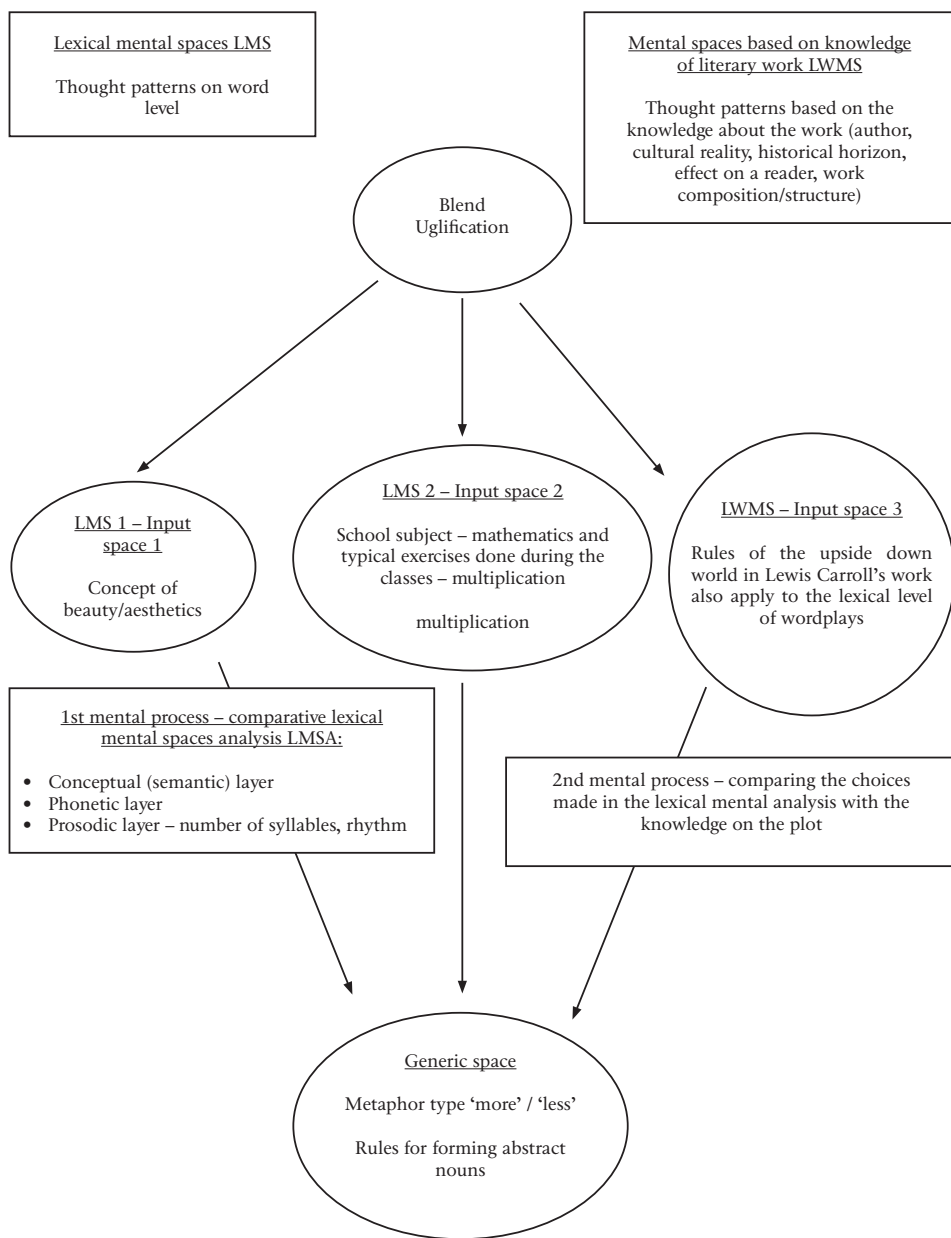 Lexical mental spaces LMS
Thought patterns on word
level
Mental spaces based on knowledge
of literary work LWMS
Thought patterns based on the
knowledge about the work (author,
cultural reality, historical horizon,
effect on a reader, work
composition/structure)
Blend
Uglification
LMS 1 – Input
space 1
Concept of
beauty/aesthetics
LMS 2 – Input space 2
School subject – mathematics and
typical exercises done during the
classes – multiplication
multiplication
LWMS – Input space 3
Rules of the upside down
world in Lewis Carroll’s work
also apply to the lexical level
of wordplays
1st mental process – comparative lexical
mental spaces analysis LMSA:
• Conceptual (semantic) layer
• Phonetic layer
• Prosodic layer – number of syllables, rhythm
2nd mental process – comparing the choices
made in the lexical mental analysis with the
knowledge on the plot
Generic space
Metaphor type ‘more’ / ‘less’
Rules for forming abstract
nouns